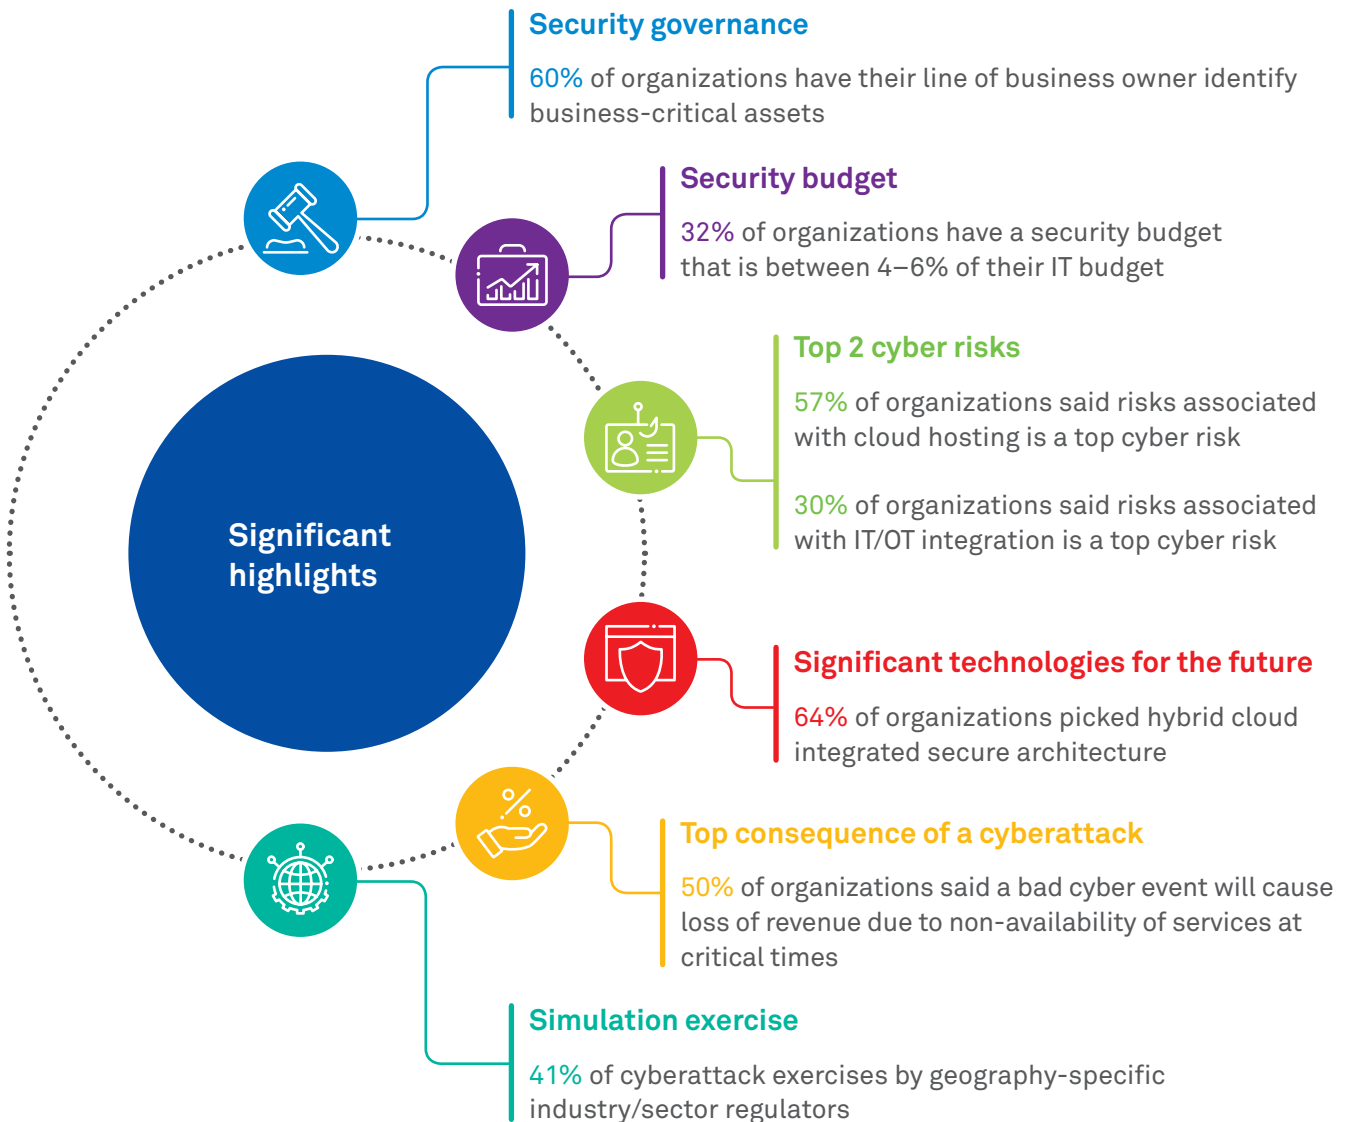 Security governance
60% of organizations have their line of business owner identify
business-critical assets
Security budget
32% of organizations have a security budget
that is between 4–6% of their IT budget
Top 2 cyber risks
57% of organizations said risks associated
with cloud hosting is a top cyber risk
30% of organizations said risks associated
with IT/OT integration is a top cyber risk
Significant
highlights
Significant technologies for the future
64% of organizations picked hybrid cloud
integrated secure architecture
Top consequence of a cyberattack
50% of organizations said a bad cyber event will cause
loss of revenue due to non-availability of services at
critical times
Simulation exercise
41% of cyberattack exercises by geography-specific
industry/sector regulators